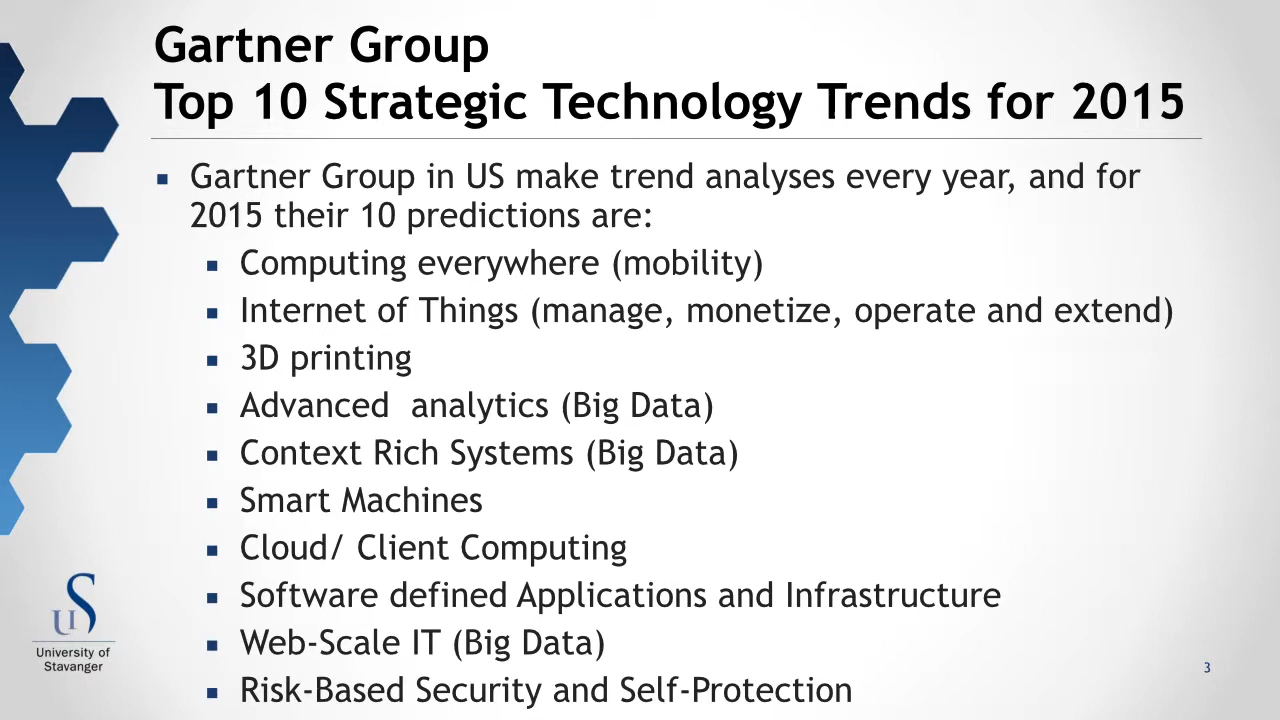 Gartner Group
Top 10 Strategic Technology Trends for 2015
▪ Gartner Group in US make trend analyses every year, and for
2015 their 10 predictions are:
▪ Computing everywhere (mobility)
▪ Internet of Things (manage, monetize, operate and extend)
▪ 3D printing
▪ Advanced  analytics (Big Data)
▪ Context Rich Systems (Big Data)
▪ Smart Machines
▪ Cloud/ Client Computing
▪ Software defined Applications and Infrastructure
▪ Web-Scale IT (Big Data)
▪ Risk-Based Security and Self-Protection
uS
University of
Stavanger
3